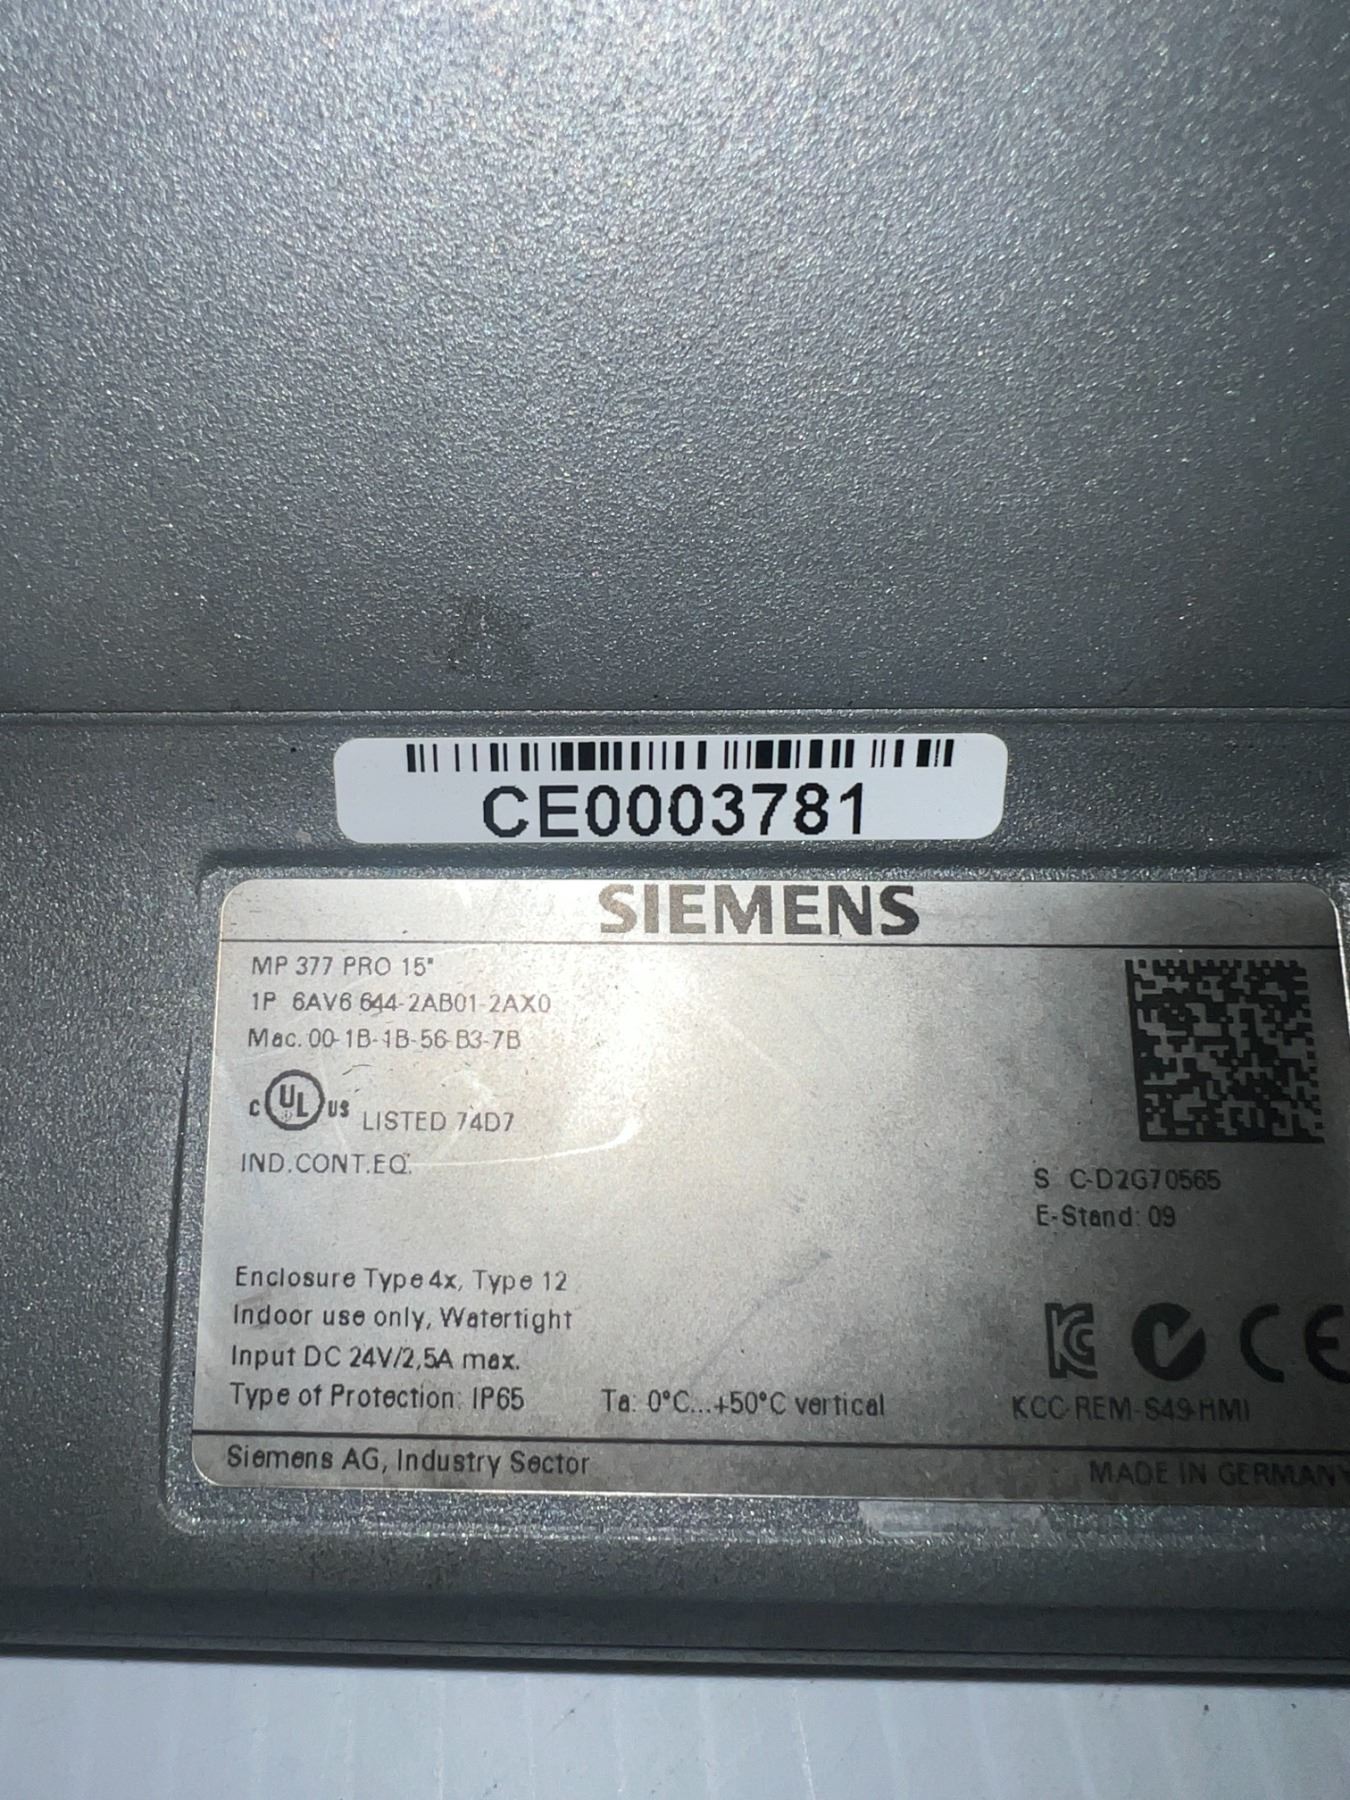 CE0003781
SIEMENS
MP 377 PRO 15"
1P 6AV6 644-2AB01-2AX0
Mac. 00-1B-1B-56-B3-7B
C UL US LISTED 74D7
IND.CONT.EQ.
S C-D2G70565
E-Stand: 09
Enclosure Type 4x, Type 12
Indoor use only, Watertight
Input DC 24V/2,5A max.
Type of Protection: IP65 Ta: 0°C...+50°C vertical
KC CE
KCC-REM-S49-HMI
Siemens AG, Industry Sector
MADE IN GERMANY